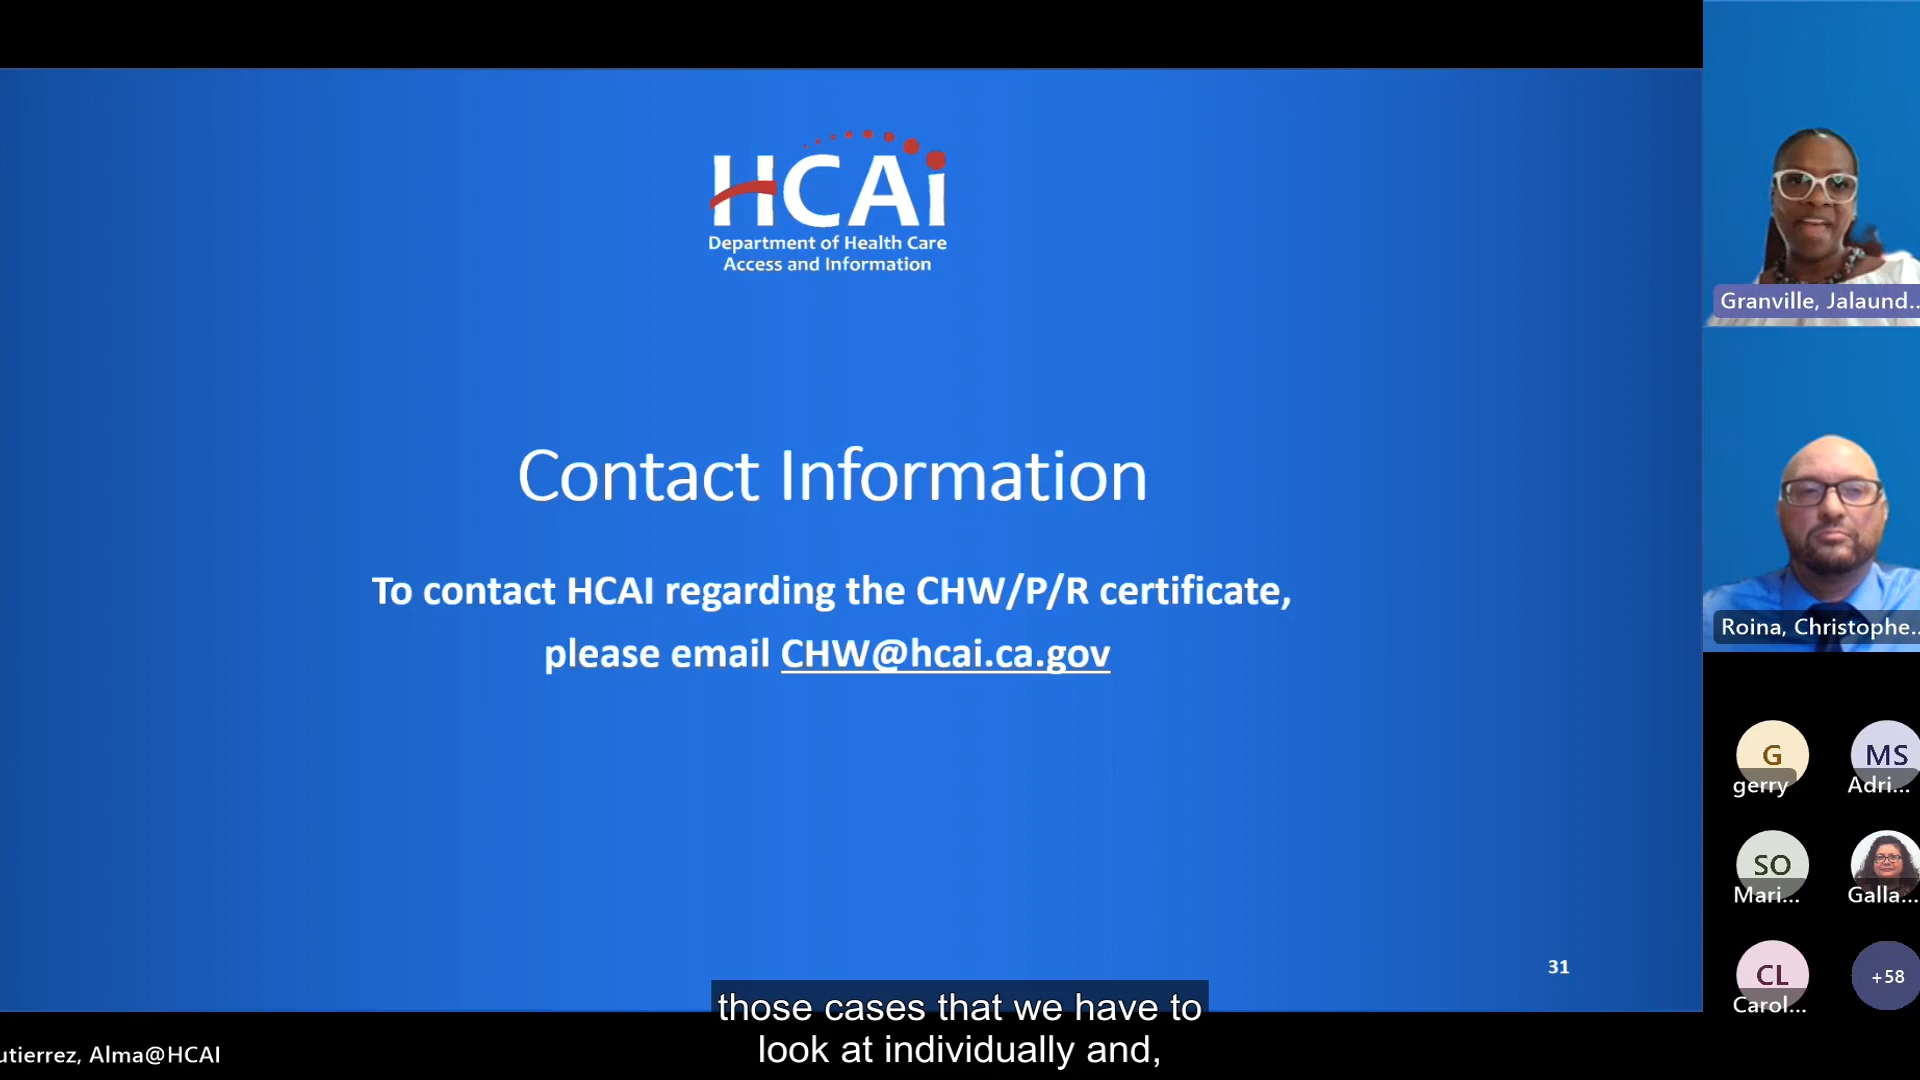 HCAi
Department of Health Care
Access and Information
Contact Information
To contact HCAI regarding the CHW/P/R certificate,
please email CHW@hcai.ca.gov
31
those cases that we have to
look at individually and,
utierrez, Alma@HCAI
Granville, Jalaund...
Roina, Christophe...
G
gerry
MS
Adri...
SO
Mari...
Galla...
CL
Carol...
+58